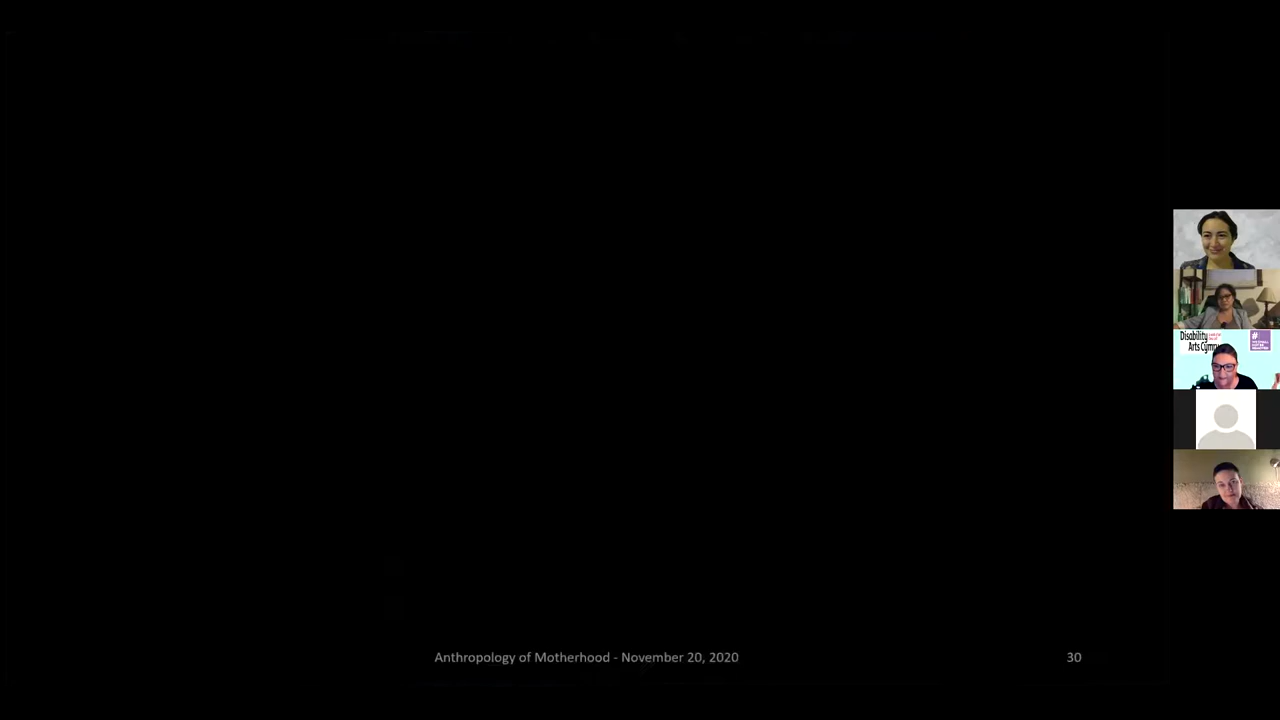 Disability
Arts Cymru
#
Anthropology of Motherhood - November 20, 2020
30